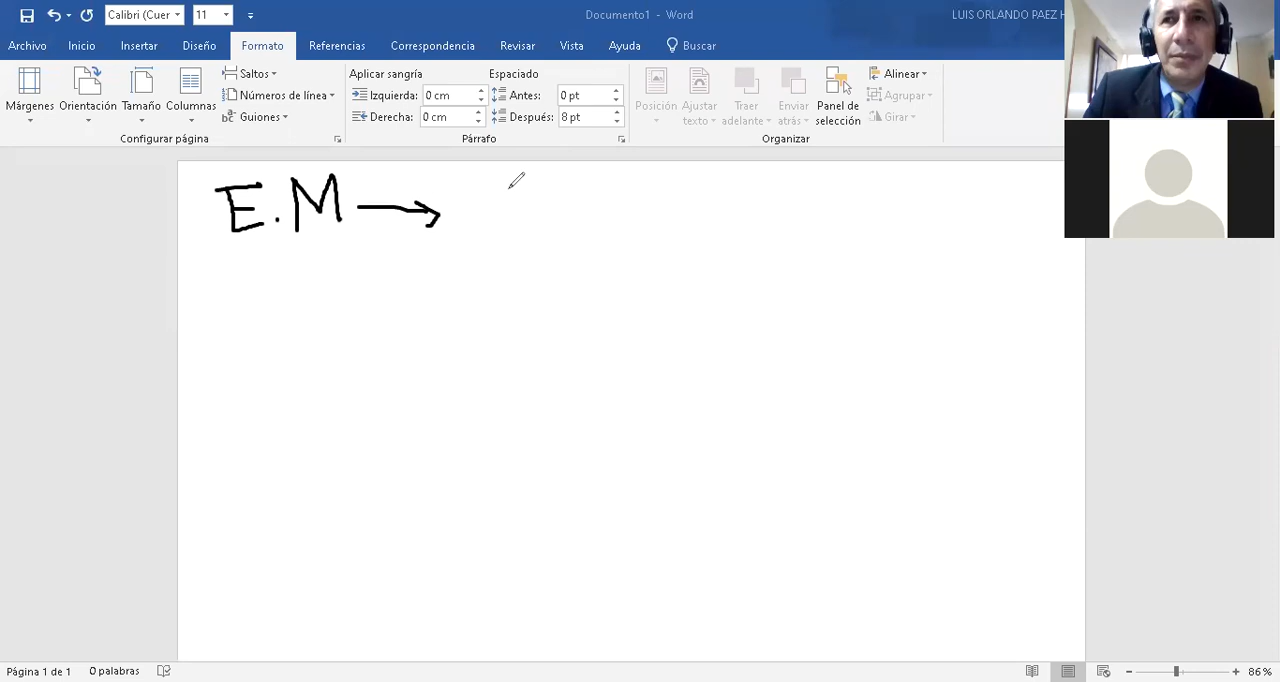 Calibri (Cuer 11 Documento1 - Word LUIS ORLANDO PAEZ H
Archivo Inicio Insertar Diseño Formato Referencias Correspondencia Revisar Vista Ayuda Buscar
Márgenes Orientación Tamaño Columnas
Saltos
Números de línea
Guiones
Configurar página
Aplicar sangría Espaciado
Izquierda: 0 cm Antes: 0 pt
Derecha: 0 cm Después: 8 pt
Párrafo
Posición Ajustar texto Traer adelante Enviar atrás Panel de selección
Alinear
Agrupar
Girar
Organizar
E.M →
Página 1 de 1 0 palabras 86%